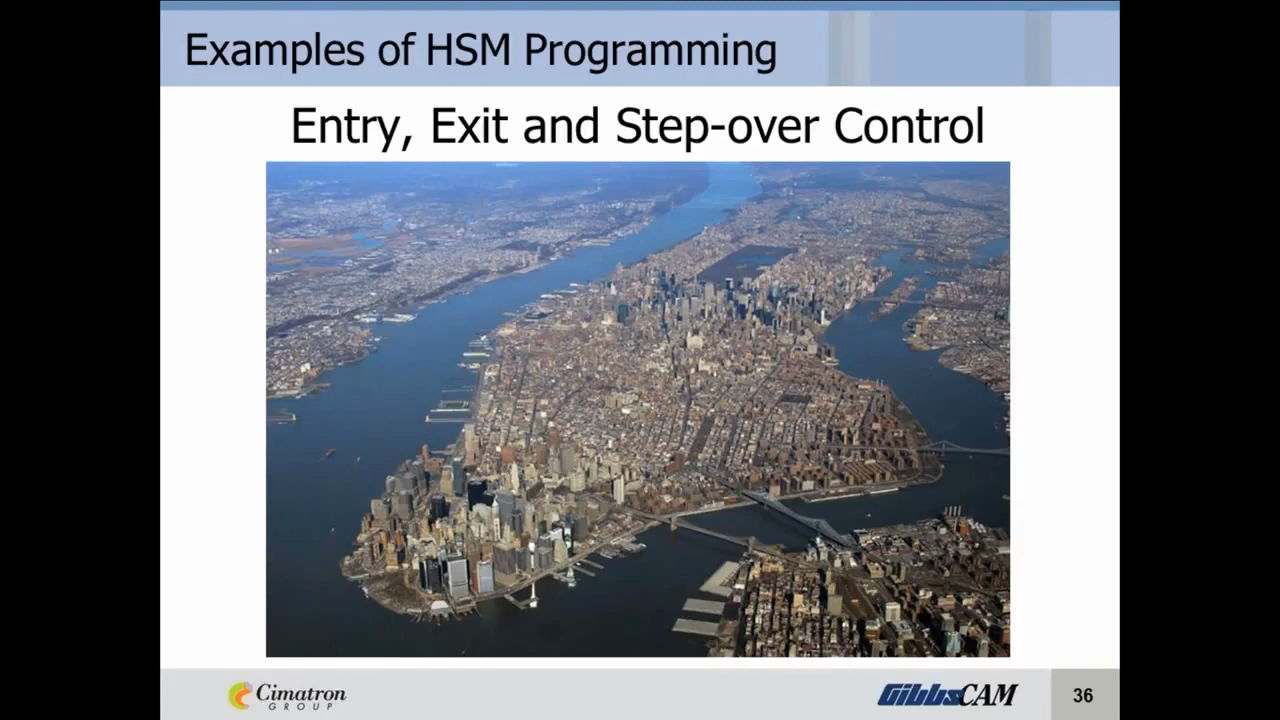 Examples of HSM Programming
Entry, Exit and Step-over Control
Cimatron
GROUP
GibbsCAM
36